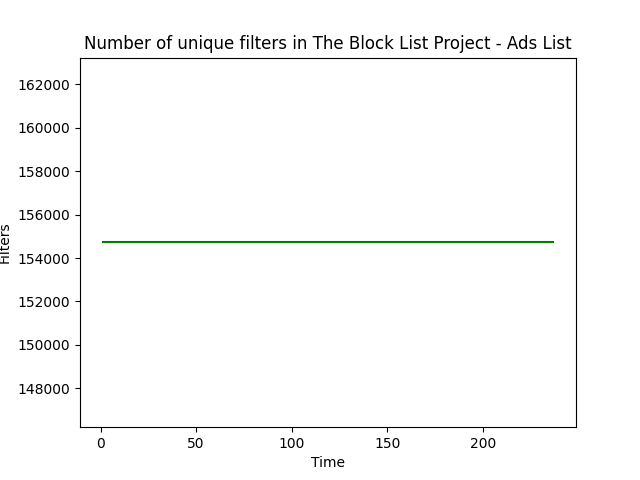 Number of unique filters in The Block List Project - Ads List
162000
160000
158000
156000
154000
152000
150000
148000
Filters
0 50 100 150 200
Time